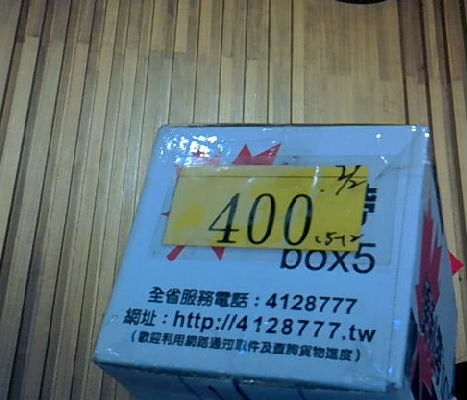 400
box5
全省服務電話：4128777
網址：http://4128777.tw
（歡迎利用網路通知取件及查詢貨物進度）